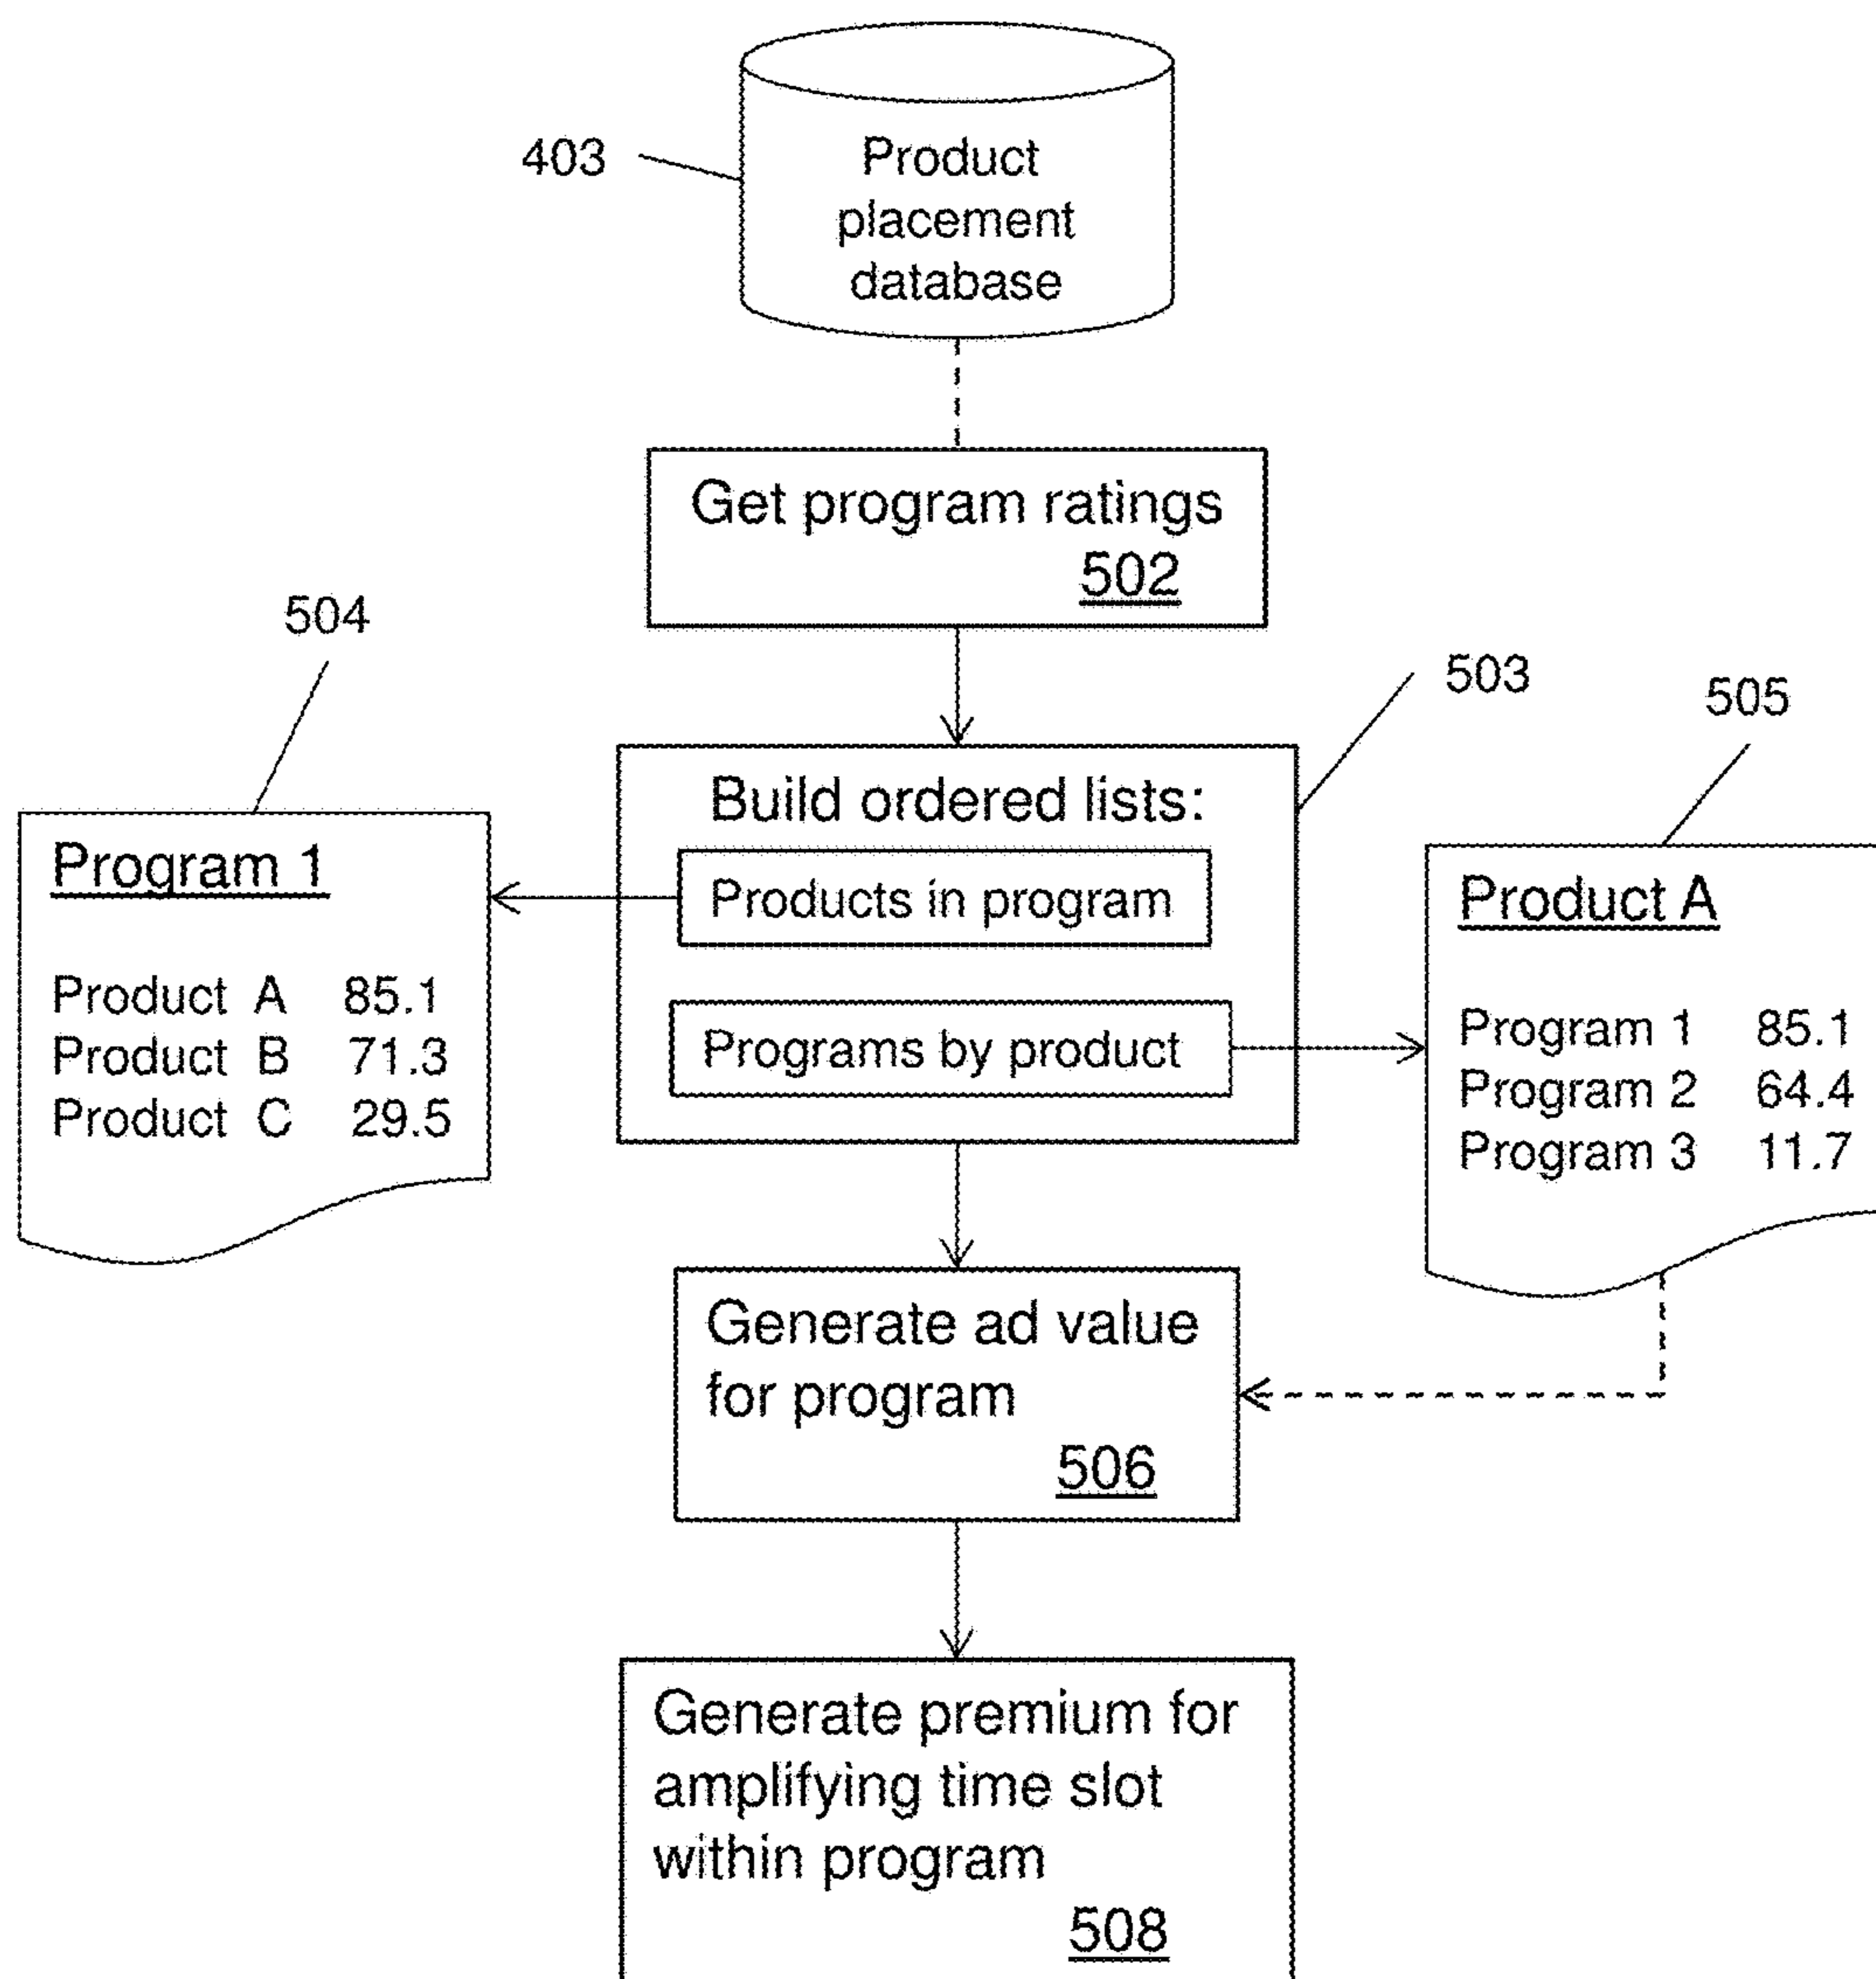 403
Product
placement
database
Get program ratings
502
504
503
505
Build ordered lists:
Products in program
Programs by product
Program 1
Product A 85.1
Product B 71.3
Product C 29.5
Product A
Program 1 85.1
Program 2 64.4
Program 3 11.7
Generate ad value
for program
506
Generate premium for
amplifying time slot
within program
508